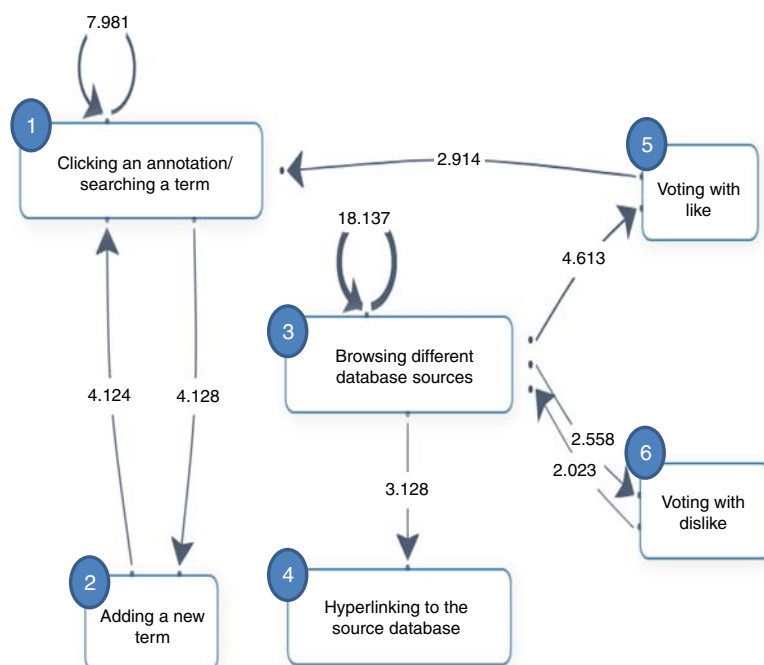 7.981
1
Clicking an annotation/
searching a term
2.914
5
Voting with
like
18.137
4.613
3
Browsing different
database sources
4.124
4.128
2.558
2.023
6
Voting with
dislike
3.128
2
Adding a new
term
4
Hyperlinking to the
source database